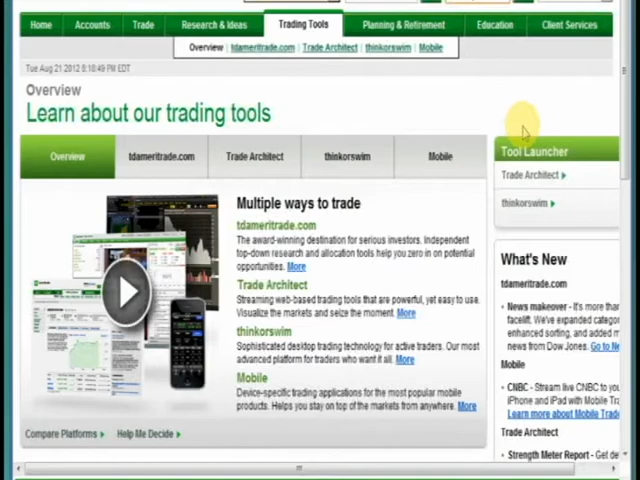 Home Accounts Trade Research & Ideas Trading Tools Planning & Retirement Education Client Services
Overview | tdameritrade.com | Trade Architect | thinkorswim | Mobile
Tue Aug 21 2012 8:10:49 PM EDT
Overview
Learn about our trading tools
Overview tdameritrade.com Trade Architect thinkorswim Mobile
Multiple ways to trade
tdameritrade.com
The award-winning destination for serious investors. Independent
top-down research and allocation tools help you zero in on potential
opportunities. More
Trade Architect
Streaming web-based trading tools that are powerful, yet easy to use.
Visualize the markets and seize the moment. More
thinkorswim
Sophisticated desktop trading technology for active traders. Our most
advanced platform for traders who want it all. More
Mobile
Device-specific trading applications for the most popular mobile
products. Helps you stay on top of the markets from anywhere. More
Compare Platforms Help Me Decide
Tool Launcher
Trade Architect
thinkorswim
What's New
tdameritrade.com
• News makeover - It's more than
facelift. We've expanded categor
enhanced sorting, and added m
news from Dow Jones. Go to Ne
Mobile
• CNBC - Stream live CNBC to you
iPhone and iPad with Mobile Trad
Learn more about Mobile Trade
Trade Architect
• Strength Meter Report - Get de